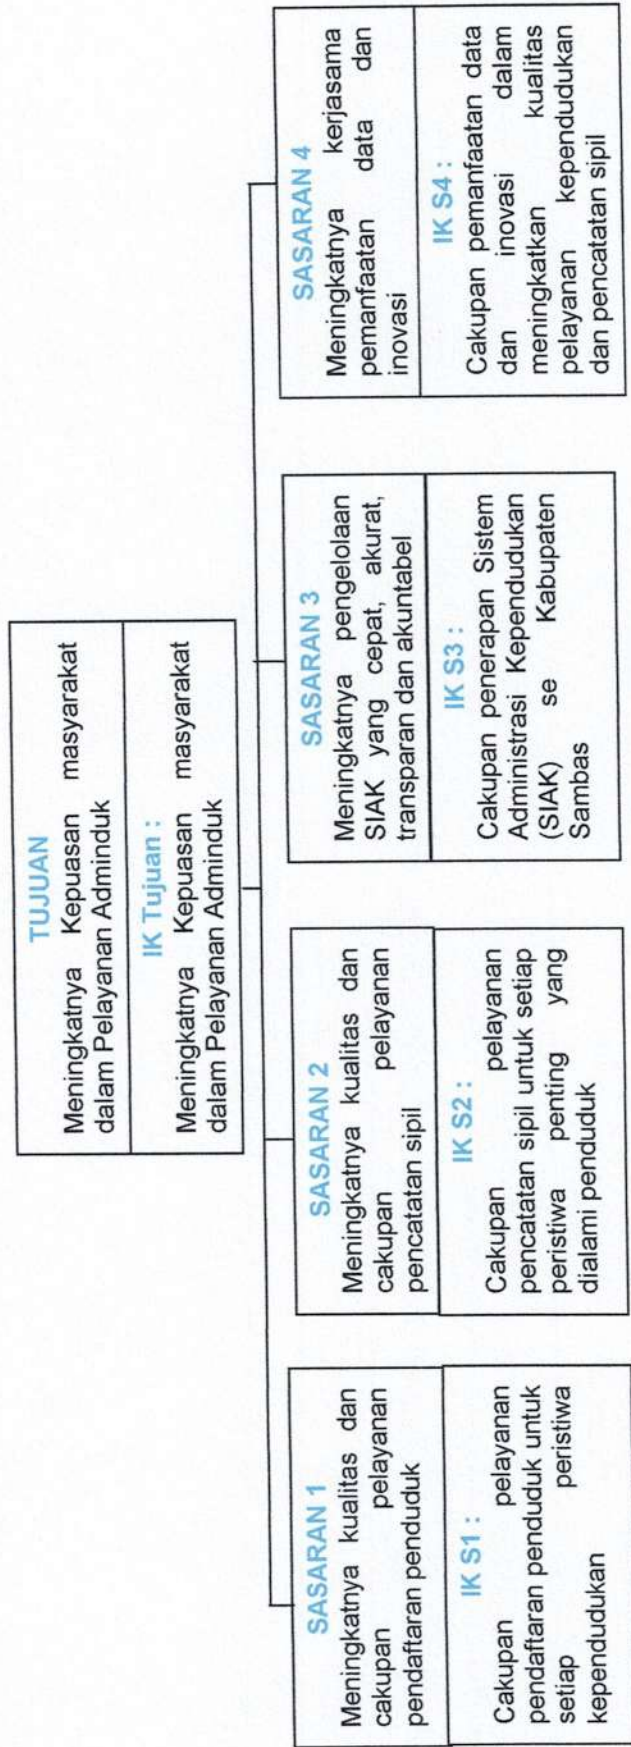 TUJUAN
Meningkatnya Kepuasan masyarakat
dalam Pelayanan Adminduk
IK Tujuan :
Meningkatnya Kepuasan masyarakat
dalam Pelayanan Adminduk
SASARAN 1
Meningkatnya kualitas dan
cakupan pelayanan
pendaftaran penduduk
IK S1 :
Cakupan pelayanan
pendaftaran penduduk untuk
setiap peristiwa
kependudukan
SASARAN 2
Meningkatnya kualitas dan
cakupan pelayanan
pencatatan sipil
IK S2 :
Cakupan pelayanan
pencatatan sipil untuk setiap
peristiwa penting yang
dialami penduduk
SASARAN 3
Meningkatnya pengelolaan
SIAK yang cepat, akurat,
transparan dan akuntabel
IK S3 :
Cakupan penerapan Sistem
Administrasi Kependudukan
(SIAK) se Kabupaten
Sambas
SASARAN 4
Meningkatnya kerjasama
pemanfaatan data dan
inovasi
IK S4 :
Cakupan pemanfaatan data
dan inovasi dalam
meningkatkan kualitas
pelayanan kependudukan
dan pencatatan sipil